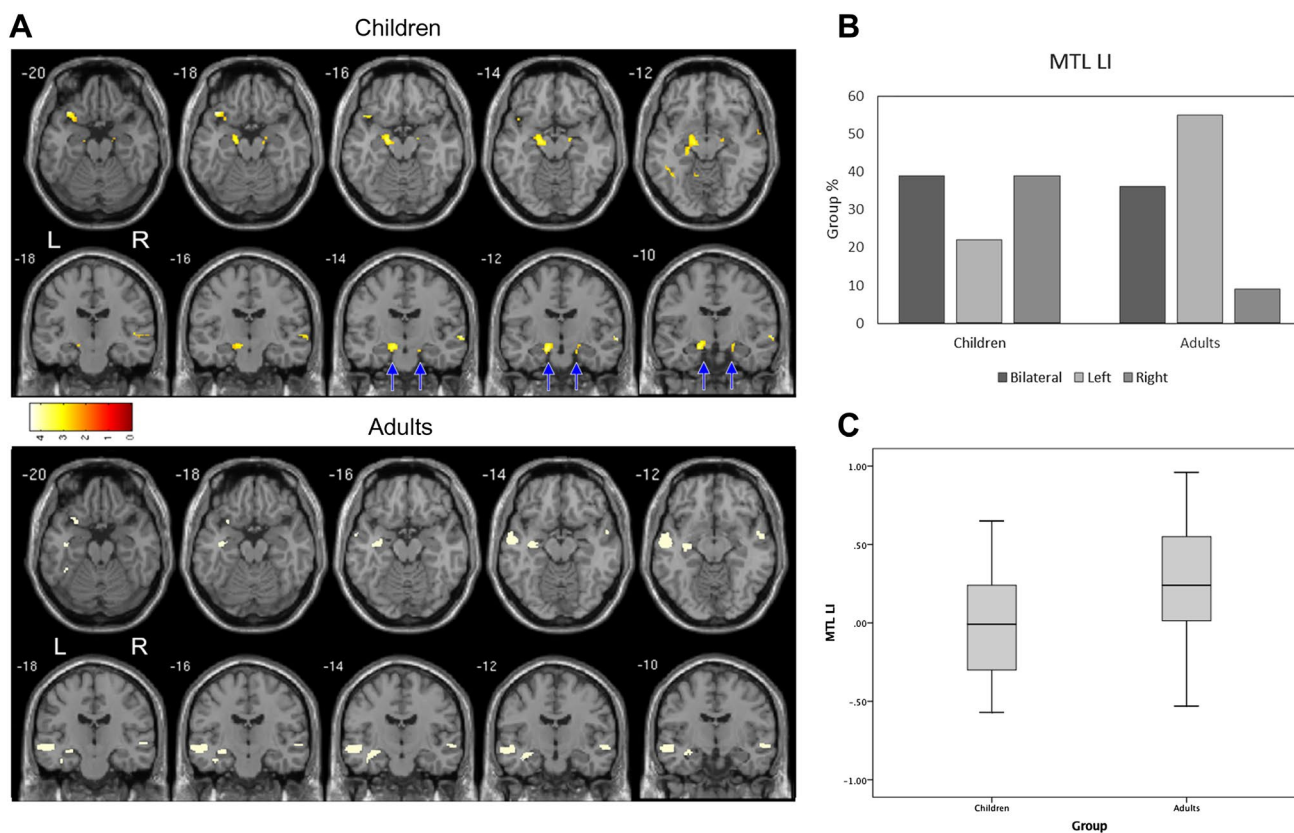 A
Children
-20 -18 -16 -14 -12
L R
-18 -16 -14 -12 -10
4 3 2 1 0
Adults
-20 -18 -16 -14 -12
L R
-18 -16 -14 -12 -10
B
MTL LI
Group %
60
50
40
30
20
10
0
Children Adults
Bilateral Left Right
C
MTL LI
1.00
.50
.00
-.50
-1.00
Children Adults
Group